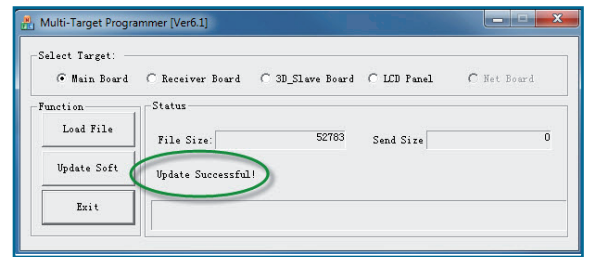 Multi-Target Programmer [Ver6.1]
Select Target:
Main Board Receiver Board 3D_Slave Board LCD Panel Net Board
Function
Status
Load File
File Size: 52783 Send Size 0
Update Soft
Update Successful!
Exit